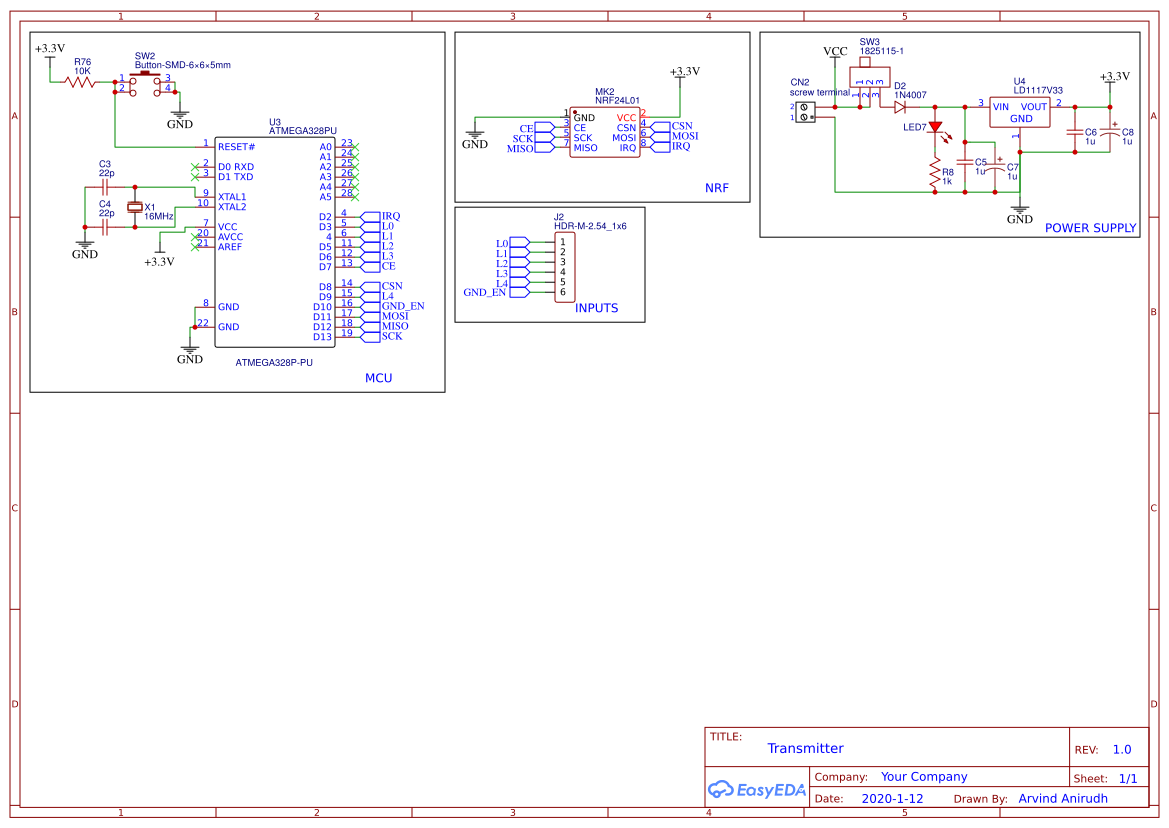 1 2 3 4 5
A
B
C
D
+3.3V
R76
10K
SW2
Button-SMD-6×6×5mm
1 3
2 4
GND
U3
ATMEGA328PU
1 RESET#
2 D0 RXD
3 D1 TXD
9 XTAL1
10 XTAL2
7 VCC
20 AVCC
21 AREF
8 GND
22 GND
A0 23
A1 24
A2 25
A3 26
A4 27
A5 28
D2 4 IRQ
D3 5 L0
4 6 L1
D5 11 L2
D6 12 L3
D7 13 CE
D8 14 CSN
D9 15 L4
D10 16 GND_EN
D11 17 MOSI
D12 18 MISO
D13 19 SCK
C3
22p
C4
22p
X1
16MHz
GND
+3.3V
GND
ATMEGA328P-PU
MCU
+3.3V
MK2
NRF24L01
1 GND VCC 2
CE 3 CE CSN 4 CSN
SCK 5 SCK MOSI 6 MOSI
MISO 7 MISO IRQ 8 IRQ
GND
NRF
J2
HDR-M-2.54_1x6
L0 1
L1 2
L2 3
L3 4
L4 5
GND_EN 6
INPUTS
SW3
1825115-1
VCC
1 2 3
1 2 3
CN2
screw terminal
2
1
D2
1N4007
LED7
R8
1k
C5
1u
C7
1u
U4
LD1117V33
3 VIN VOUT 2
GND
1
+3.3V
C6
1u
C8
1u
GND
POWER SUPPLY
TITLE:
Transmitter
REV: 1.0
EasyEDA
Company: Your Company
Sheet: 1/1
Date: 2020-1-12 Drawn By: Arvind Anirudh
A
B
C
D
1 2 3 4 5